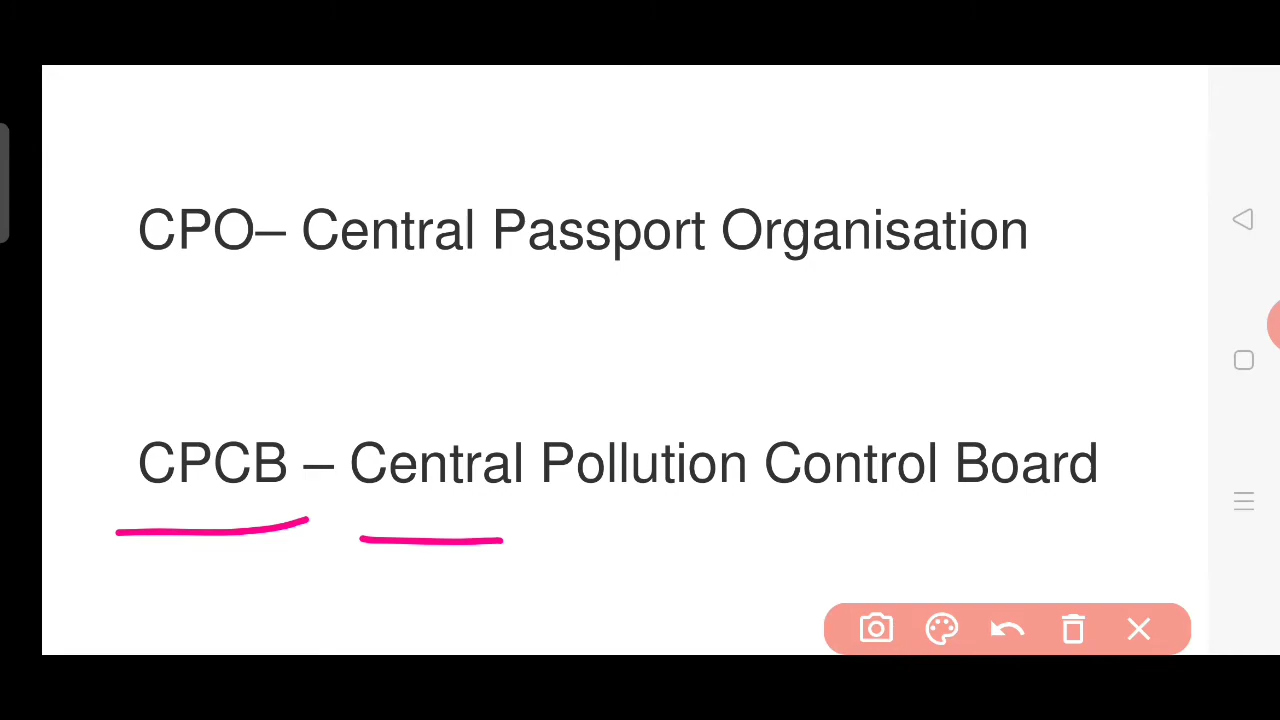 CPO– Central Passport Organisation
CPCB – Central Pollution Control Board